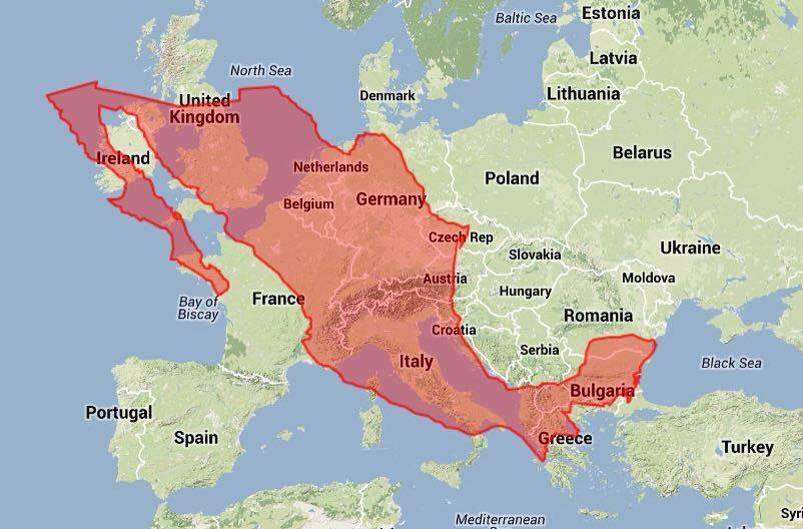 Baltic Sea
Estonia
Latvia
North Sea
Denmark
Lithuania
United
Kingdom
Ireland
Netherlands
Belarus
Poland
Belgium
Germany
Czech Rep
Ukraine
Slovakia
Austria
Moldova
Hungary
Bay of
Biscay
France
Romania
Croatia
Serbia
Italy
Black Sea
Bulgaria
Portugal
Spain
Greece
Turkey
Mediterranean
Syri